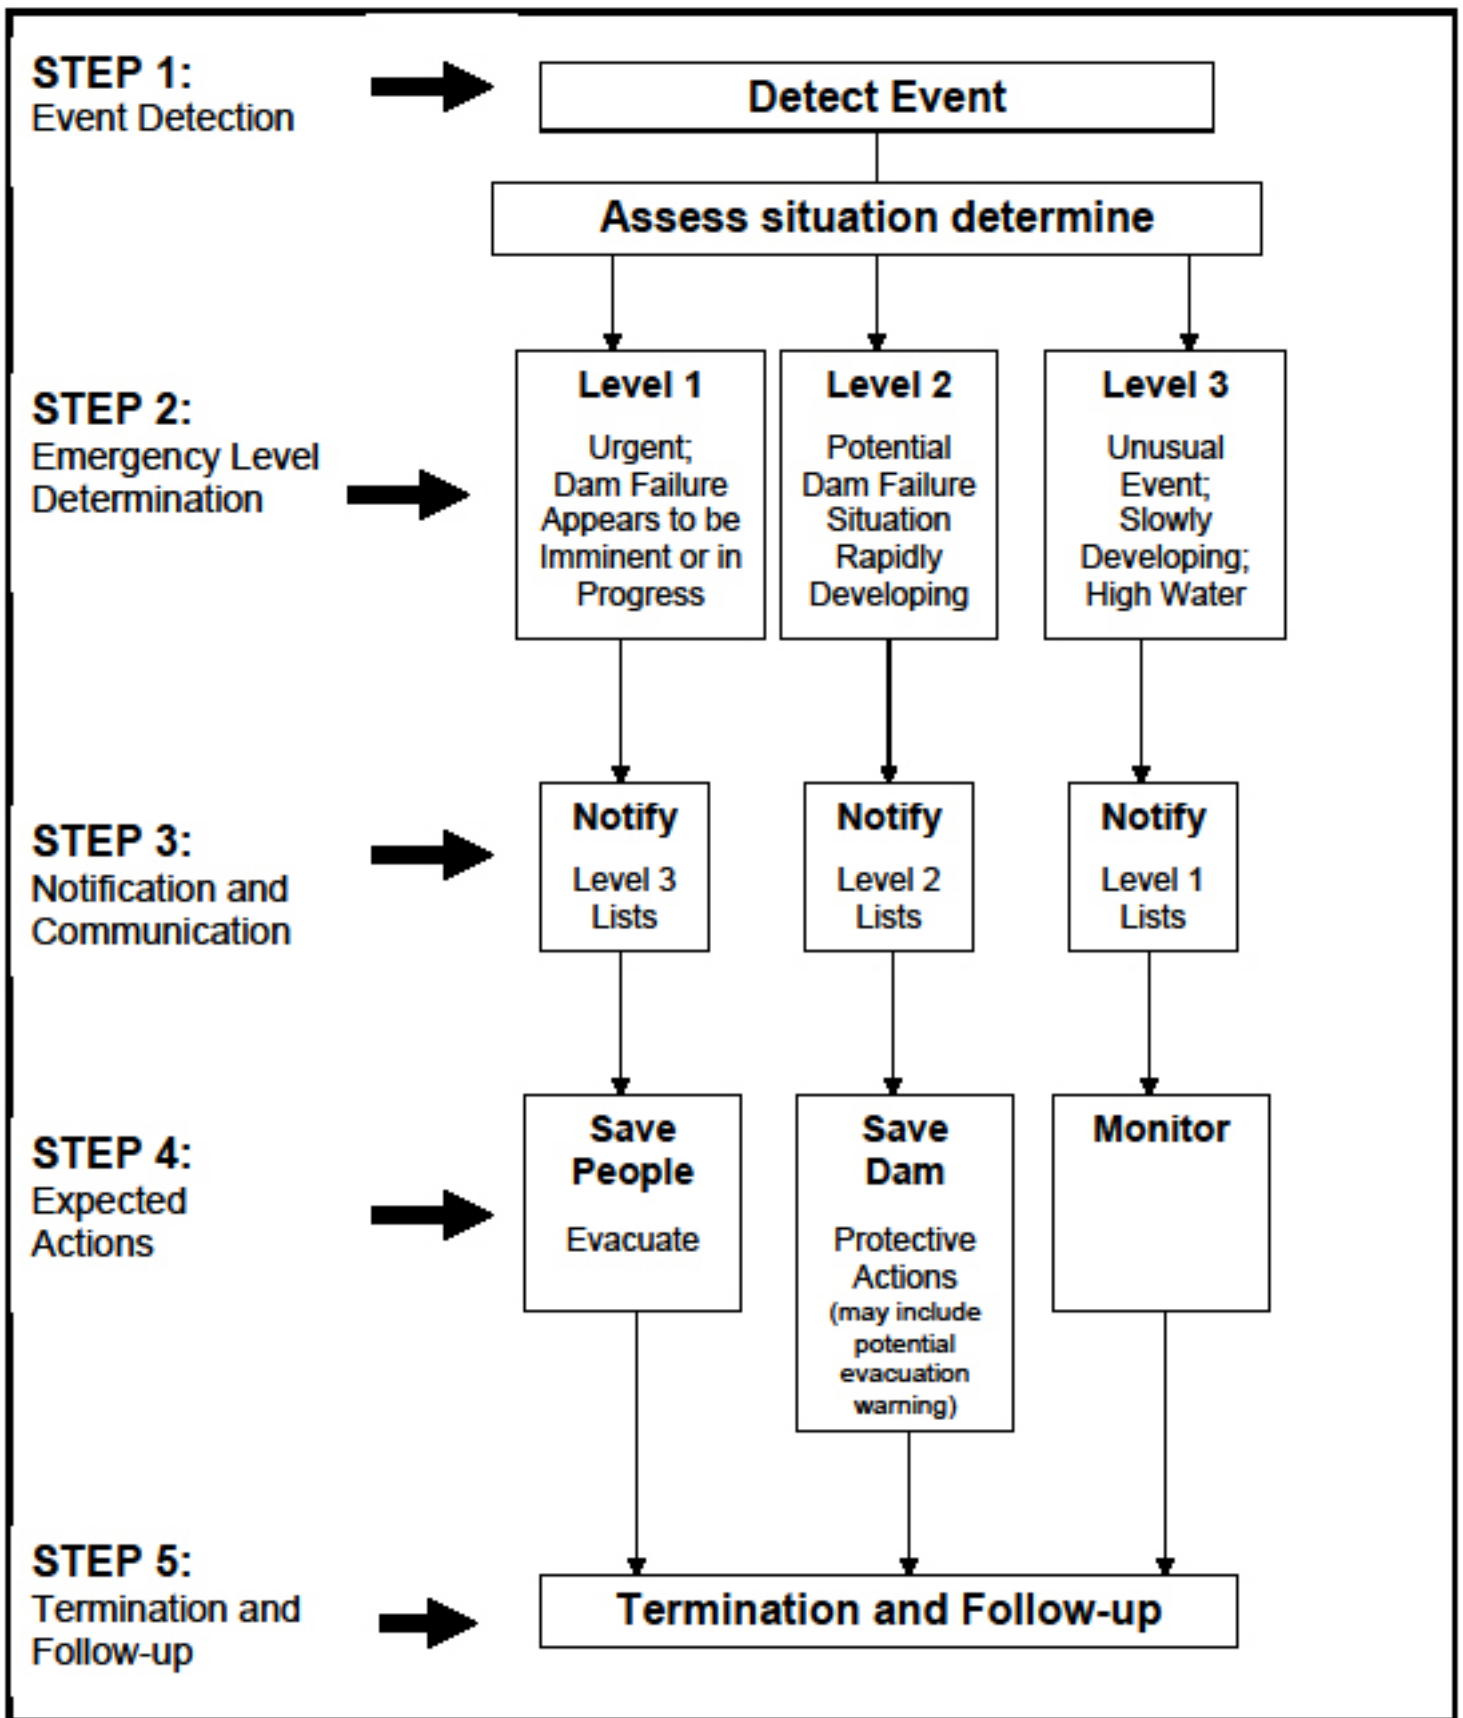 STEP 1:
Event Detection
Detect Event
Assess situation determine
STEP 2:
Emergency Level
Determination
Level 1
Urgent;
Dam Failure
Appears to be
Imminent or in
Progress
Level 2
Potential
Dam Failure
Situation
Rapidly
Developing
Level 3
Unusual
Event;
Slowly
Developing;
High Water
STEP 3:
Notification and
Communication
Notify
Level 3
Lists
Notify
Level 2
Lists
Notify
Level 1
Lists
STEP 4:
Expected
Actions
Save
People
Evacuate
Save
Dam
Protective
Actions
(may include
potential
evacuation
warning)
Monitor
STEP 5:
Termination and
Follow-up
Termination and Follow-up